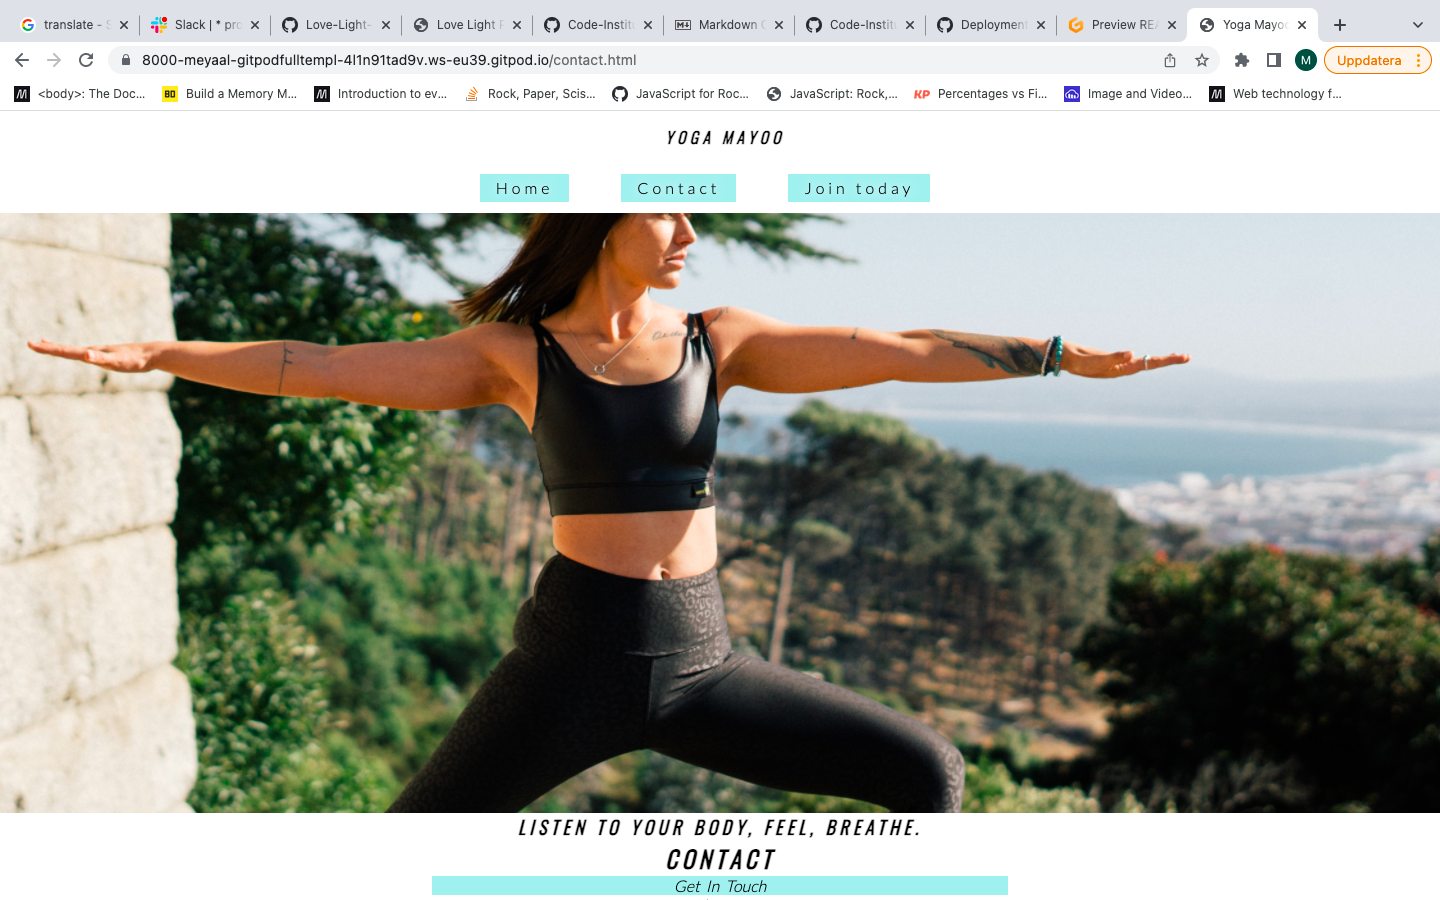 translate - S
Slack | * pro
Love-Light-
Love Light
Code-Institu
Markdown
Code-Institu
Deployment
Preview REA
Yoga Mayoo
8000-meyaal-gitpodfulltempl-4l1n91tad9v.ws-eu39.gitpod.io/contact.html
M
Uppdatera
<body>: The Doc...
Build a Memory M...
Introduction to ev...
Rock, Paper, Scis...
JavaScript for Roc...
JavaScript: Rock,...
KP Percentages vs Fi...
Image and Video...
Web technology f...
YOGA MAYOO
Home Contact Join today
LISTEN TO YOUR BODY, FEEL, BREATHE.
CONTACT
Get In Touch